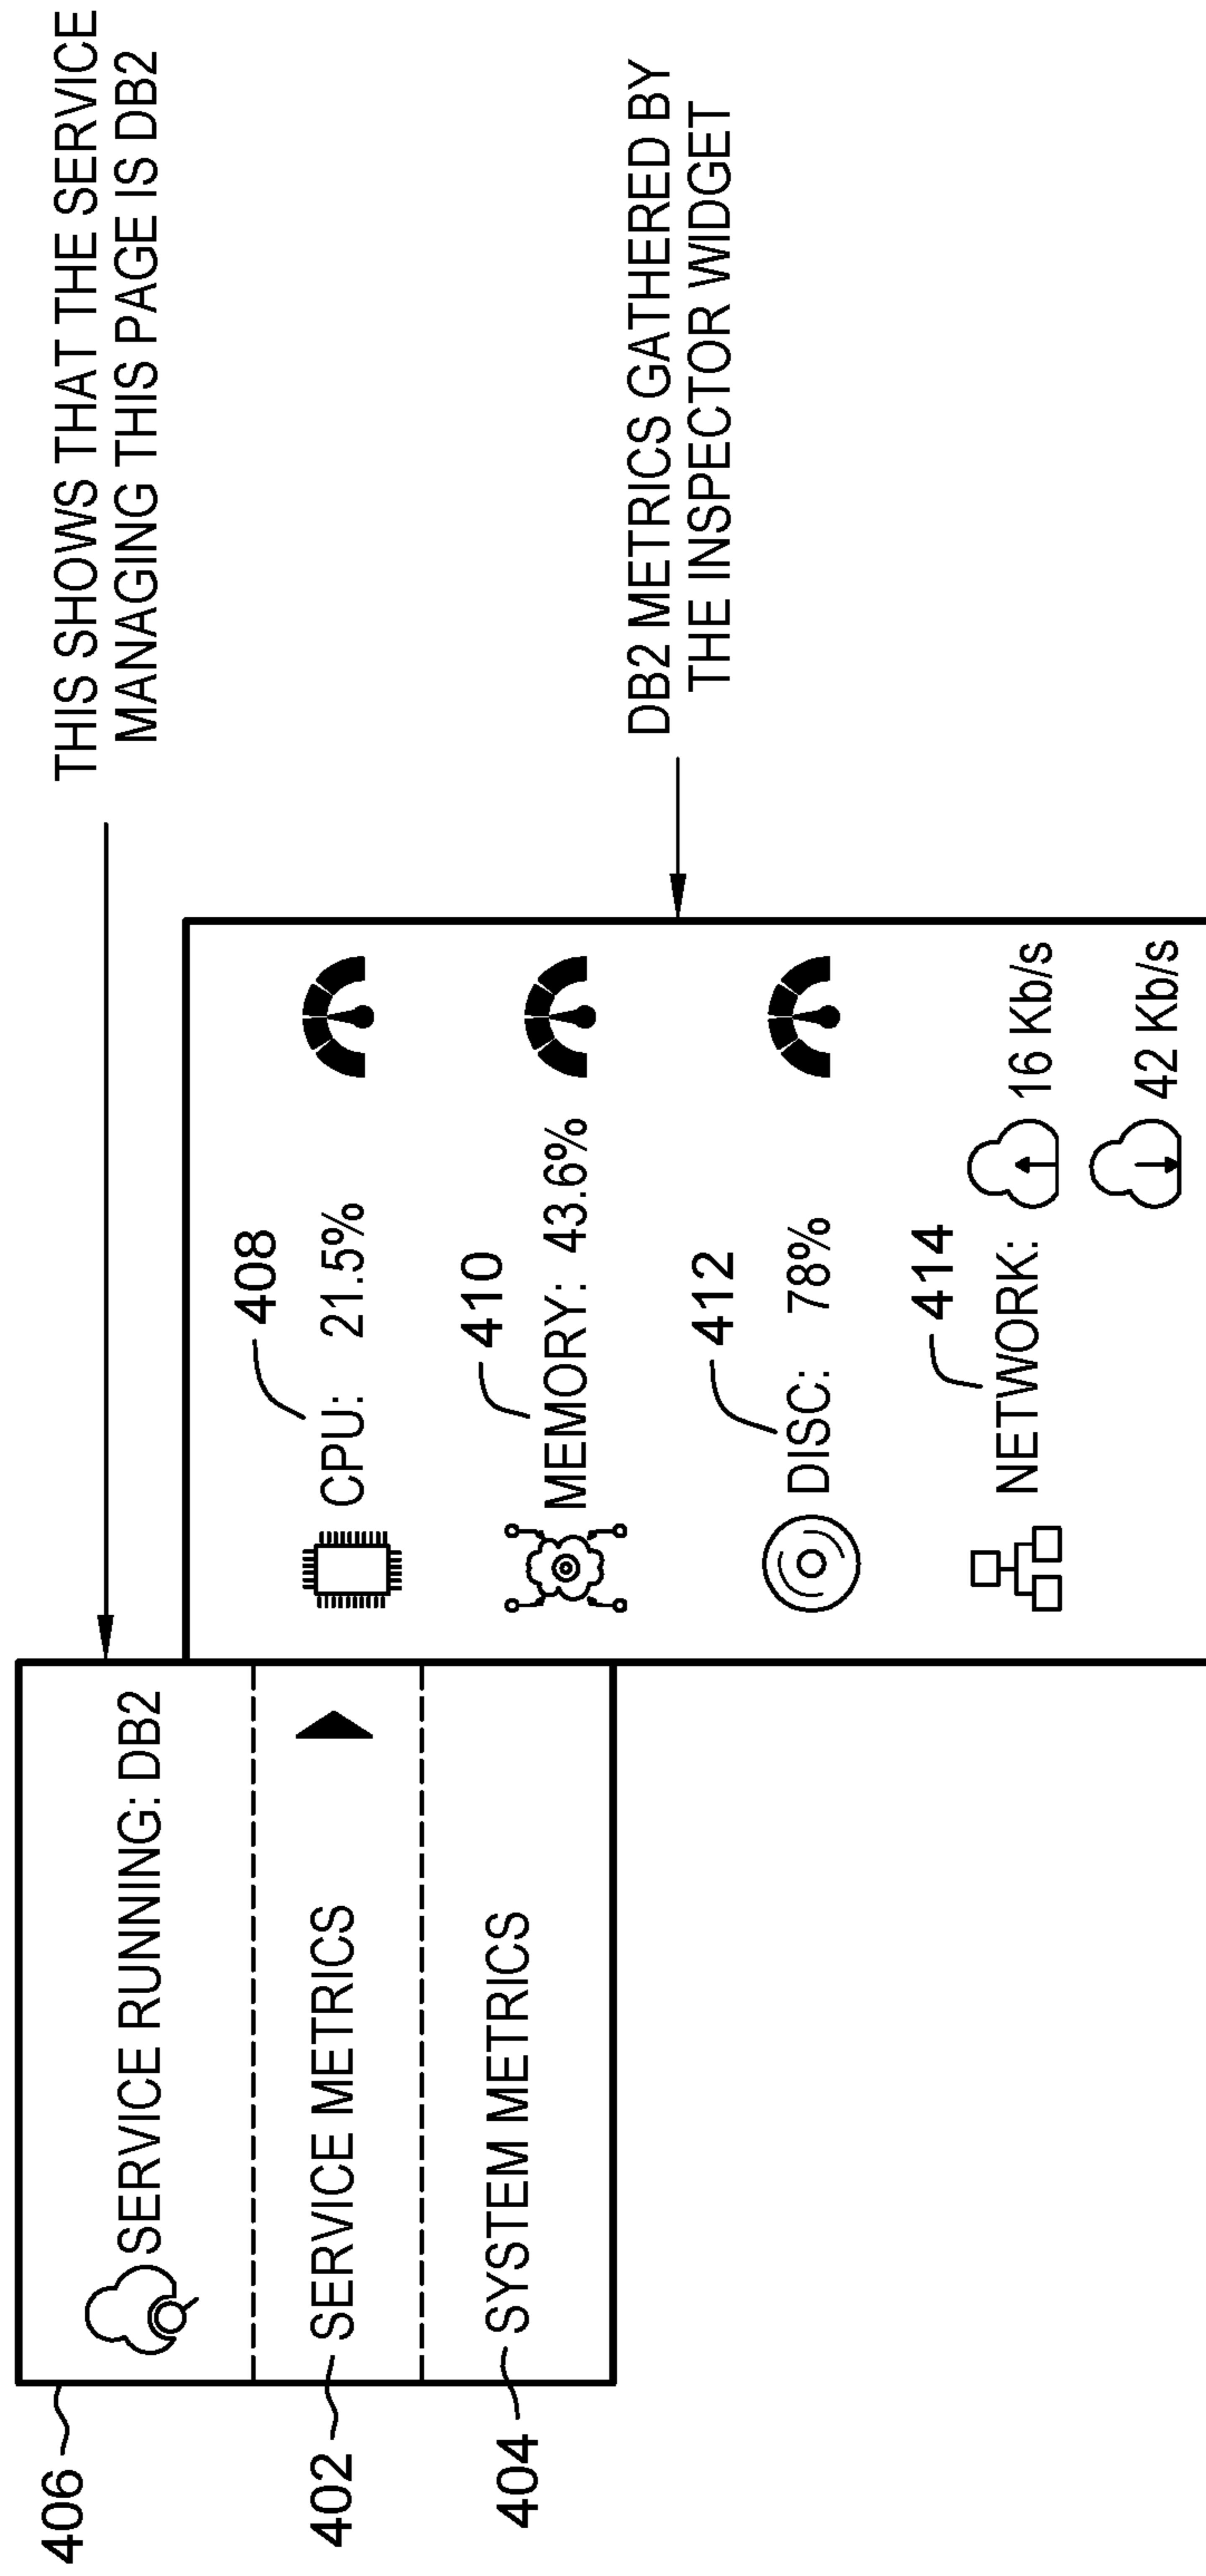 THIS SHOWS THAT THE SERVICE
MANAGING THIS PAGE IS DB2
406
SERVICE RUNNING: DB2
402
SERVICE METRICS
404
SYSTEM METRICS
408
CPU: 21.5%
410
MEMORY: 43.6%
412
DISC: 78%
414
NETWORK:
16 Kb/s
42 Kb/s
DB2 METRICS GATHERED BY
THE INSPECTOR WIDGET